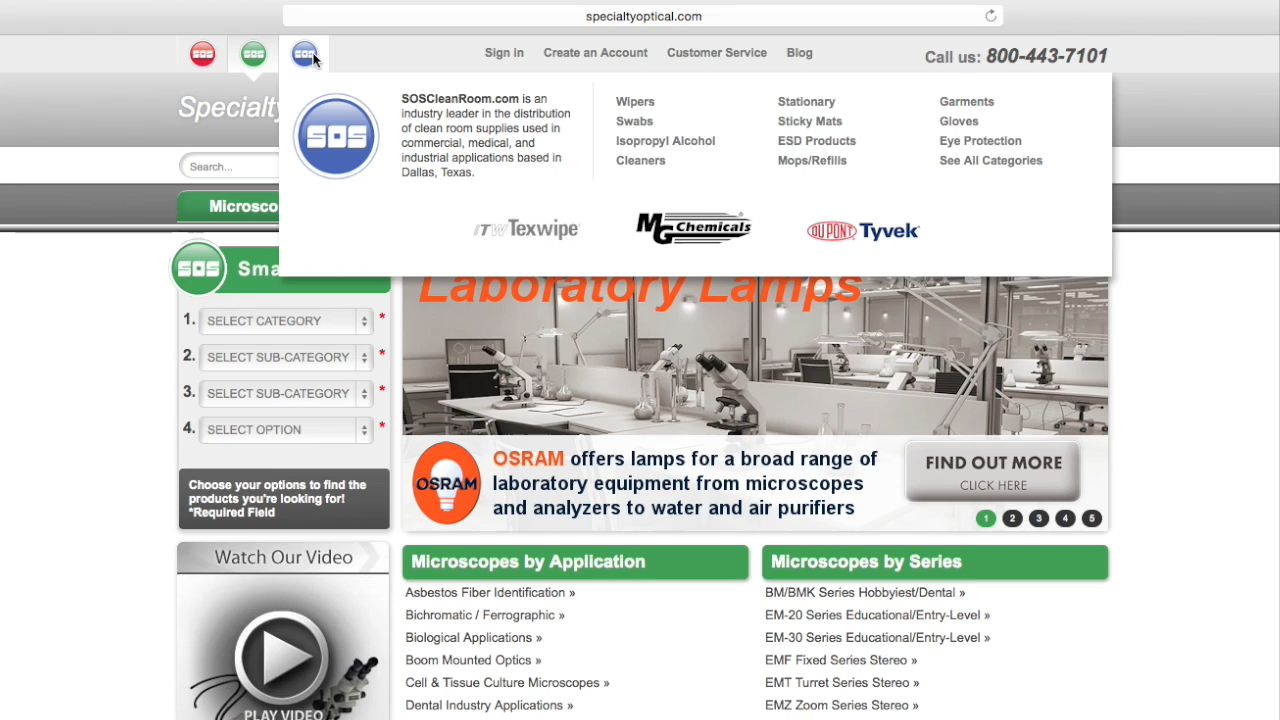 specialtyoptical.com
SOS SOS SOS
Sign in Create an Account Customer Service Blog
Call us: 800-443-7101
SOS
SOSCleanRoom.com is an
industry leader in the distribution
of clean room supplies used in
commercial, medical, and
industrial applications based in
Dallas, Texas.
Wipers
Swabs
Isopropyl Alcohol
Cleaners
Stationary
Sticky Mats
ESD Products
Mops/Refills
Garments
Gloves
Eye Protection
See All Categories
ITW Texwipe
MG Chemicals
DUPONT Tyvek
Specialty
Search...
Microsco
SOS Sma
1. SELECT CATEGORY *
2. SELECT SUB-CATEGORY *
3. SELECT SUB-CATEGORY *
4. SELECT OPTION *
Choose your options to find the
products you're looking for!
*Required Field
Watch Our Video
PLAY VIDEO
Laboratory Lamps
OSRAM
OSRAM offers lamps for a broad range of
laboratory equipment from microscopes
and analyzers to water and air purifiers
FIND OUT MORE
CLICK HERE
1 2 3 4 5
Microscopes by Application
Asbestos Fiber Identification »
Bichromatic / Ferrographic »
Biological Applications »
Boom Mounted Optics »
Cell & Tissue Culture Microscopes »
Dental Industry Applications »
Microscopes by Series
BM/BMK Series Hobbyiest/Dental »
EM-20 Series Educational/Entry-Level »
EM-30 Series Educational/Entry-Level »
EMF Fixed Series Stereo »
EMT Turret Series Stereo »
EMZ Zoom Series Stereo »